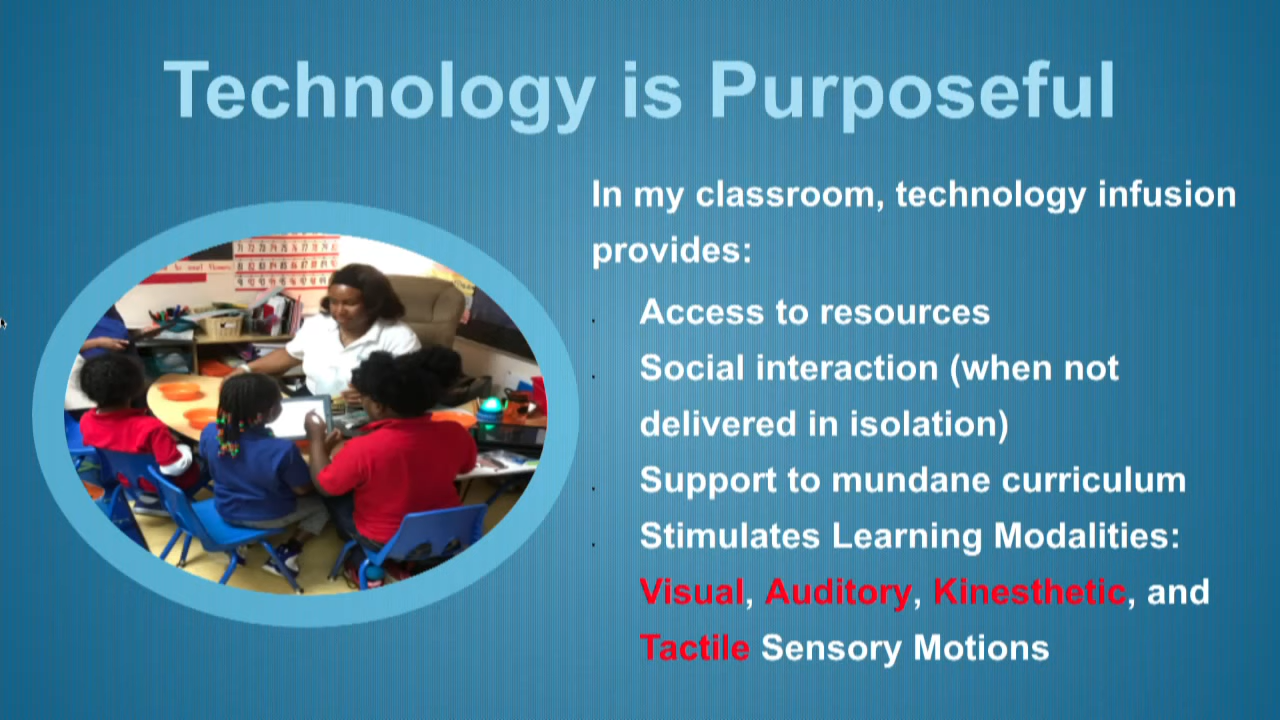 Technology is Purposeful
In my classroom, technology infusion
provides:
Access to resources
Social interaction (when not
delivered in isolation)
Support to mundane curriculum
Stimulates Learning Modalities:
Visual, Auditory, Kinesthetic, and
Tactile Sensory Motions